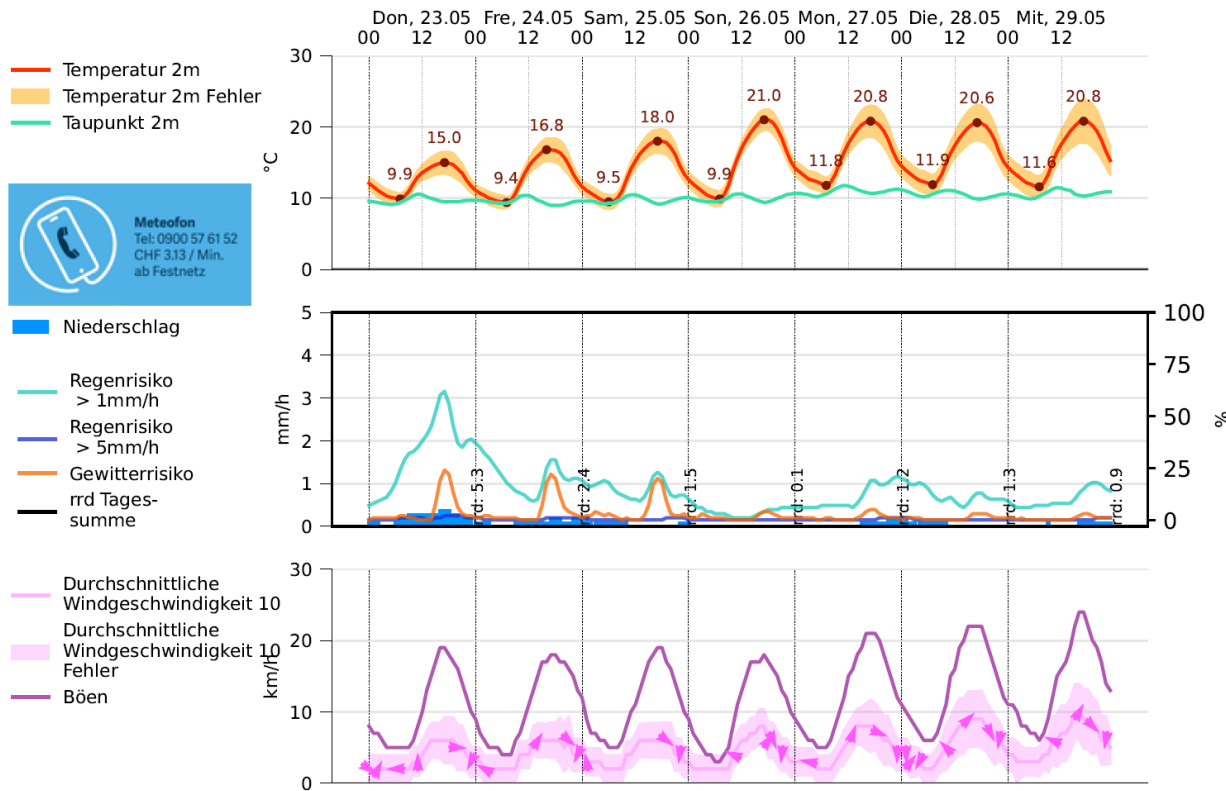 Don, 23.05 Fre, 24.05 Sam, 25.05 Son, 26.05 Mon, 27.05 Die, 28.05 Mit, 29.05
00 12 00 12 00 12 00 12 00 12 00 12 00 12
Temperatur 2m
Temperatur 2m Fehler
Taupunkt 2m
°C
30
20
10
0
15.0 16.8 18.0 21.0 20.8 20.6 20.8
9.9 9.4 9.5 9.9 11.8 11.9 11.6
Meteofon
Tel: 0900 57 61 52
CHF 3.13 / Min.
ab Festnetz
Niederschlag
Regenrisiko
> 1mm/h
Regenrisiko
> 5mm/h
Gewitterrisiko
rrd Tages-
summe
mm/h
5
4
3
2
1
0
100
75
50
25
0
%
rrd: 5.3
rrd: 2.4
rrd: 1.5
rrd: 0.1
rrd: 1.2
rrd: 1.3
rrd: 0.9
Durchschnittliche
Windgeschwindigkeit 10
Durchschnittliche
Windgeschwindigkeit 10
Fehler
Böen
km/h
30
20
10
0